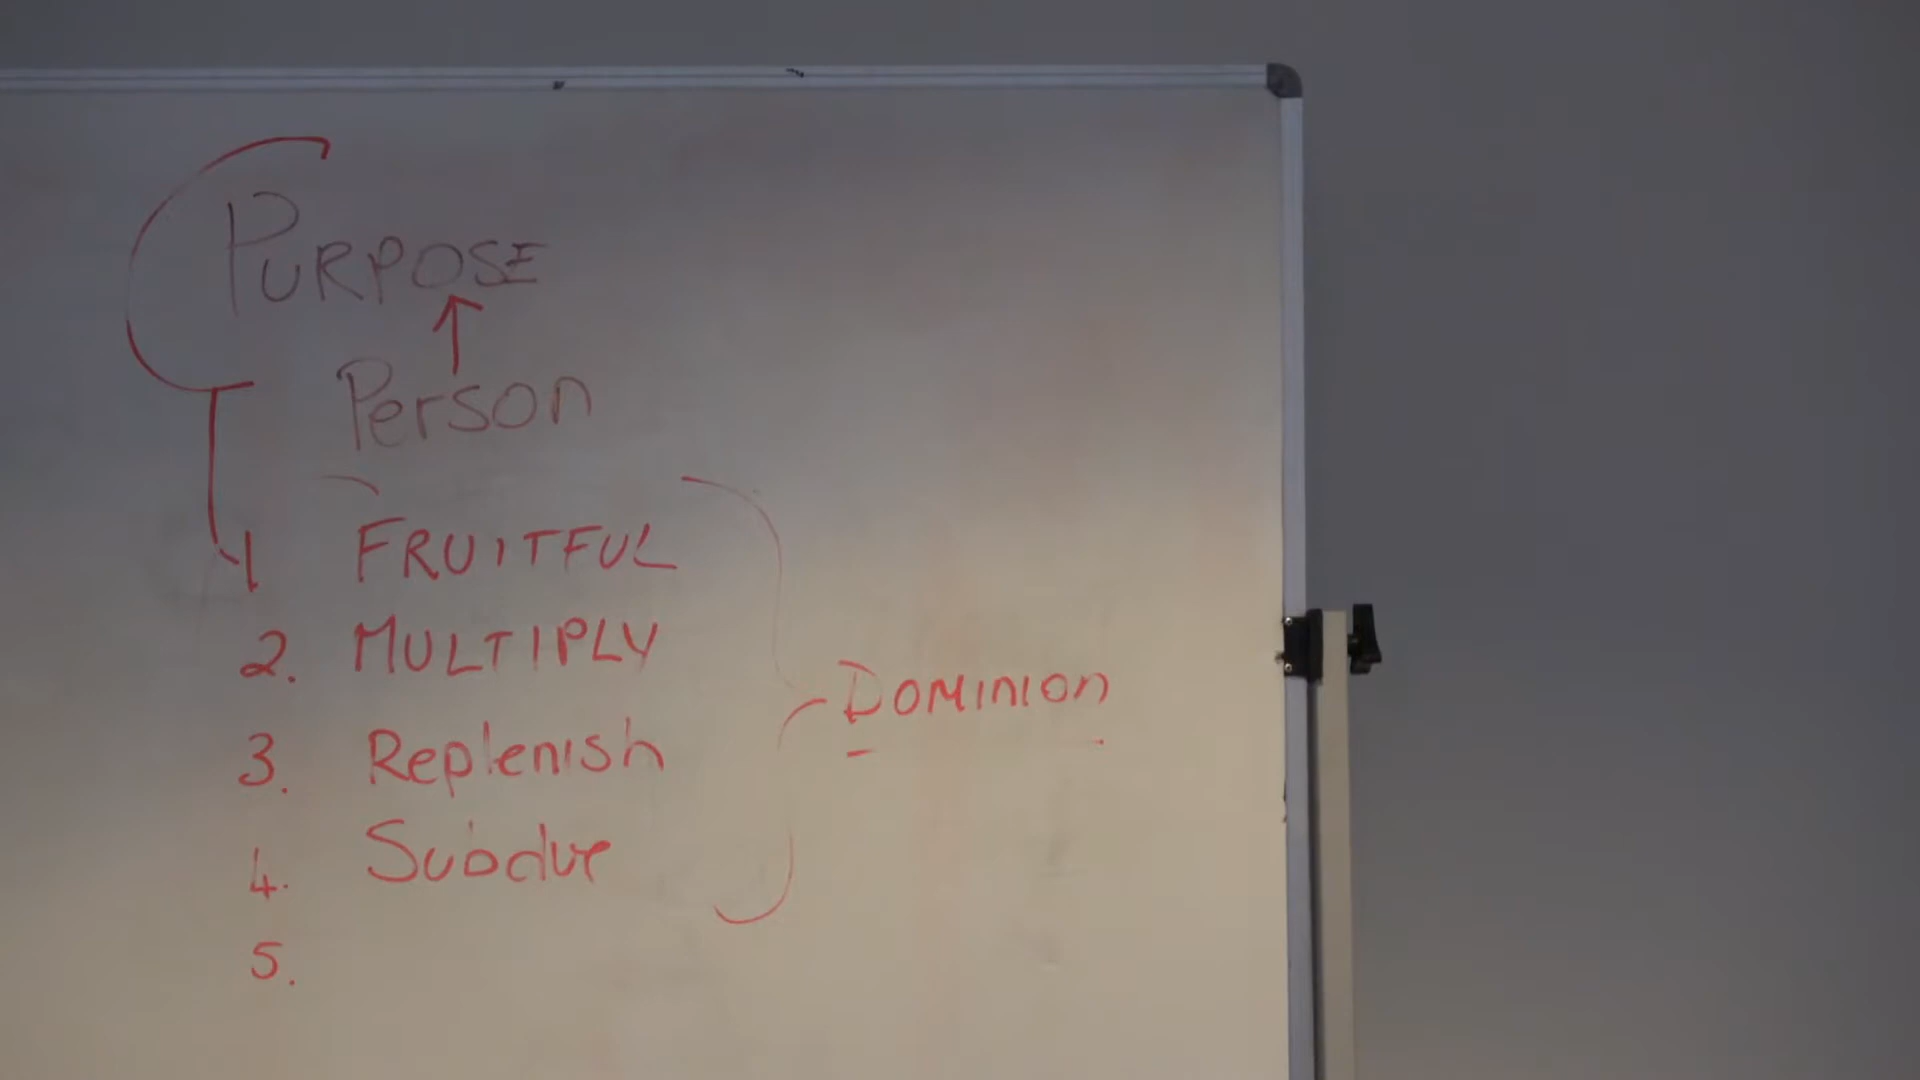 PURPOSE
Person
1 FRUITFUL
2. MULTIPLY
3. Replenish
4. Subdue
5.
DOMINION